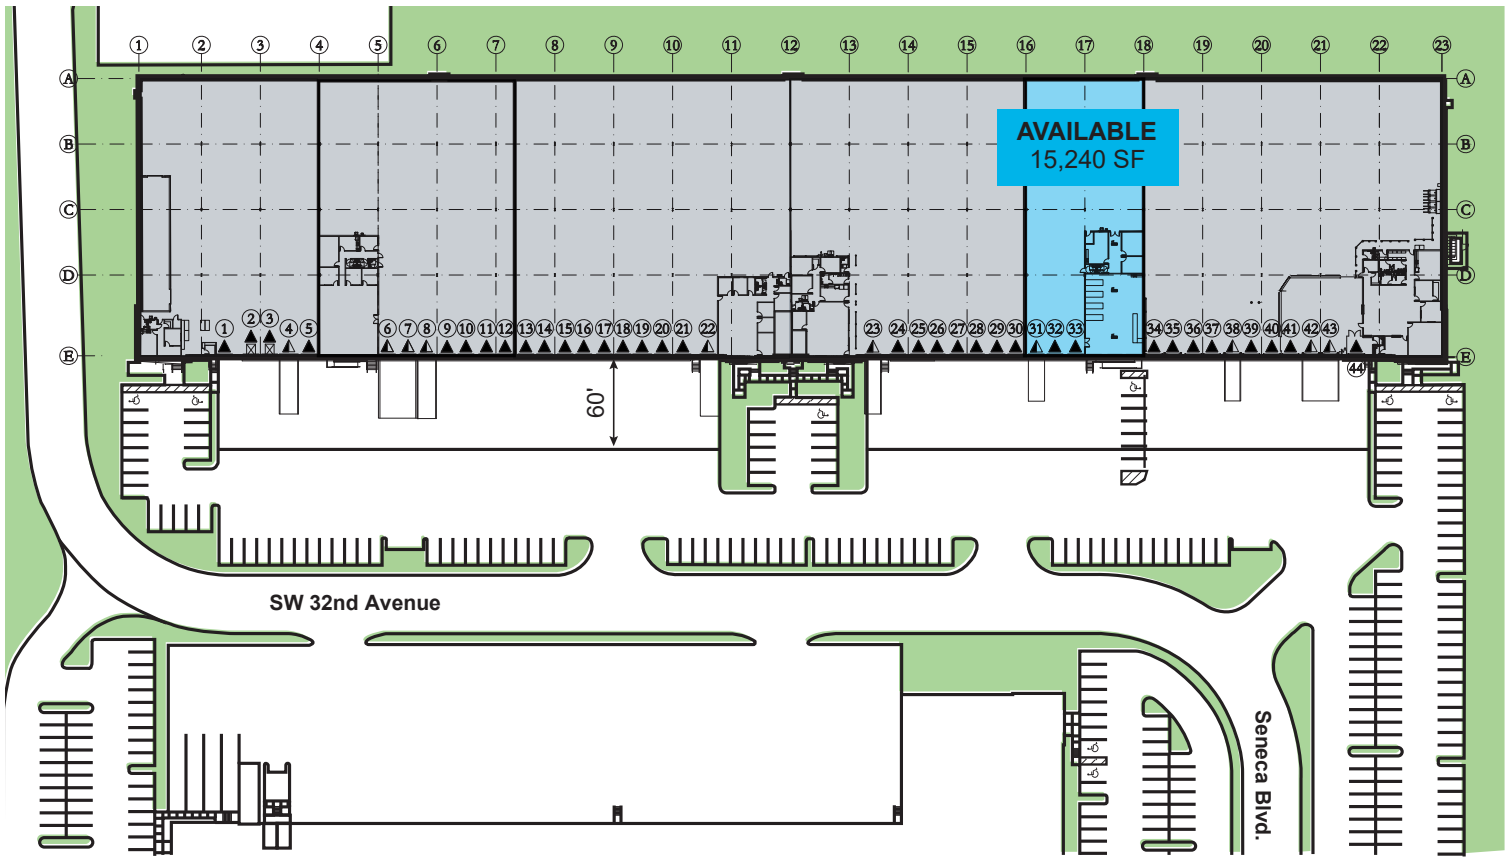 1 2 3 4 5 6 7 8 9 10 11 12 13 14 15 16 17 18 19 20 21 22 23
A A
AVAILABLE
B B
15,240 SF
C C
D D
1 2 3 4 5 6 7 8 9 10 11 12 13 14 15 16 17 18 19 20 21 22 23 24 25 26 27 28 29 30 31 32 33 34 35 36 37 38 39 40 41 42 43
E E
44
60'
SW 32nd Avenue
Seneca Blvd.